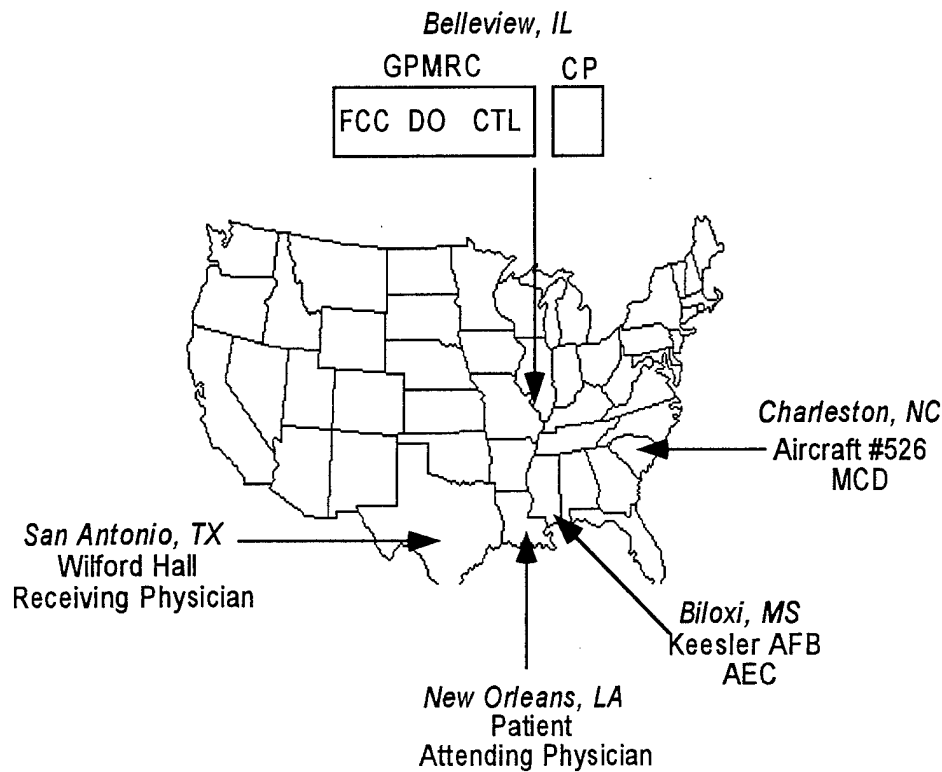 Belleview, IL
GPMRC CP
FCC DO CTL
Charleston, NC
Aircraft #526
MCD
San Antonio, TX
Wilford Hall
Receiving Physician
Biloxi, MS
Keesler AFB
AEC
New Orleans, LA
Patient
Attending Physician